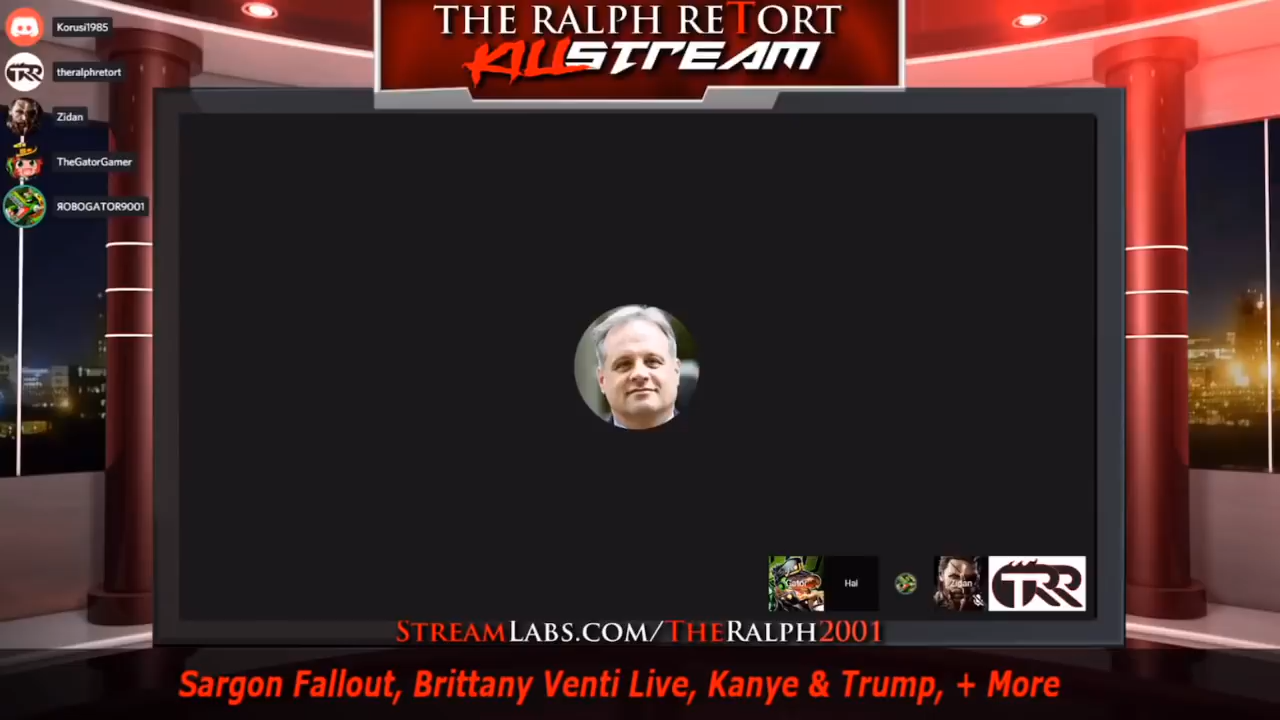 THE RALPH RETORT
KILLSTREAM
Korusi1985
theralphretort
Zidan
TheGatorGamer
ЯOBOGATOR9001
Gator
Hal
Zidan
TRR
TRR
STREAMLABS.COM/THERALPH2001
Sargon Fallout, Brittany Venti Live, Kanye & Trump, + More